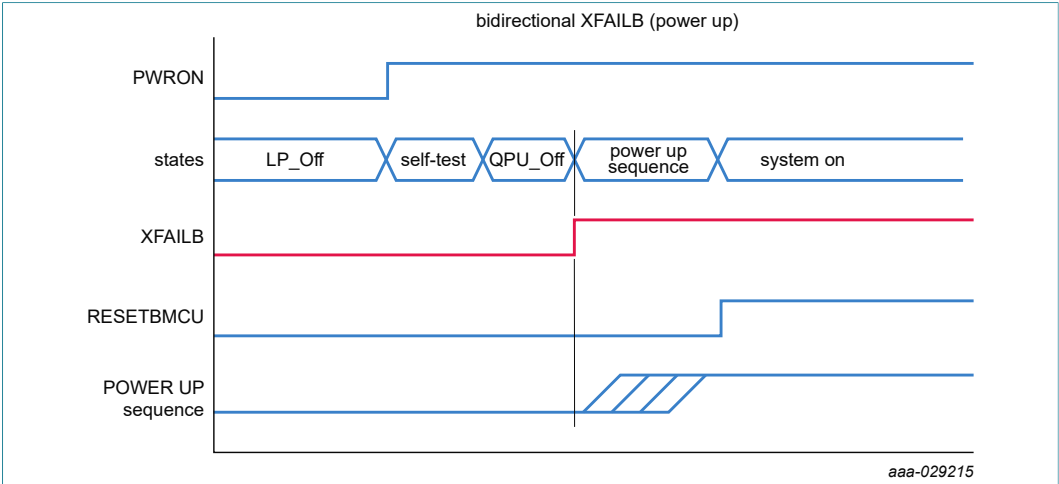 bidirectional XFAILB (power up)
PWRON
states
LP_Off
self-test
QPU_Off
power up
sequence
system on
XFAILB
RESETBMCU
POWER UP
sequence
aaa-029215